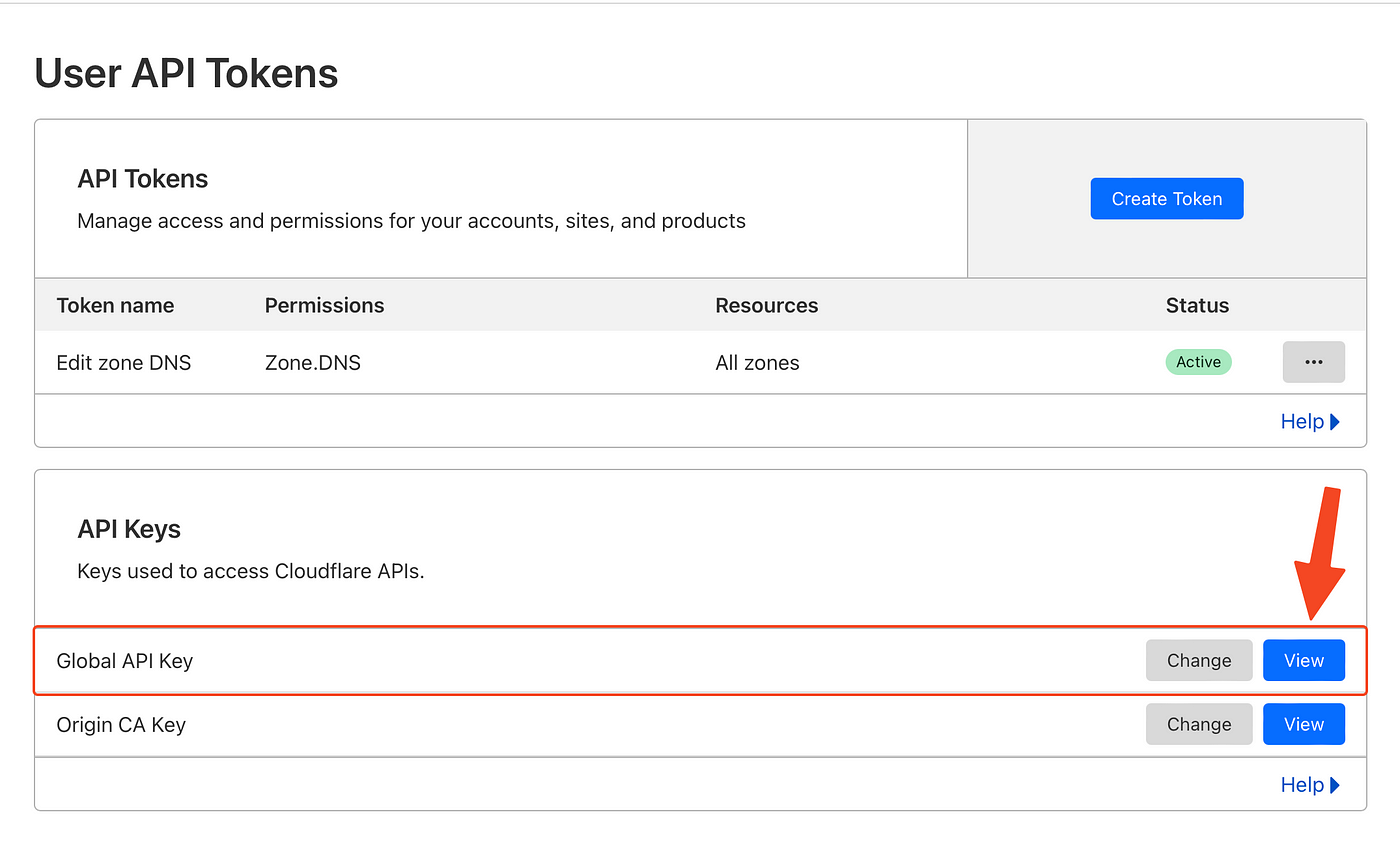 User API Tokens
API Tokens
Manage access and permissions for your accounts, sites, and products
Create Token
Token name Permissions Resources Status
Edit zone DNS Zone.DNS All zones Active ...
Help
API Keys
Keys used to access Cloudflare APIs.
Global API Key Change View
Origin CA Key Change View
Help